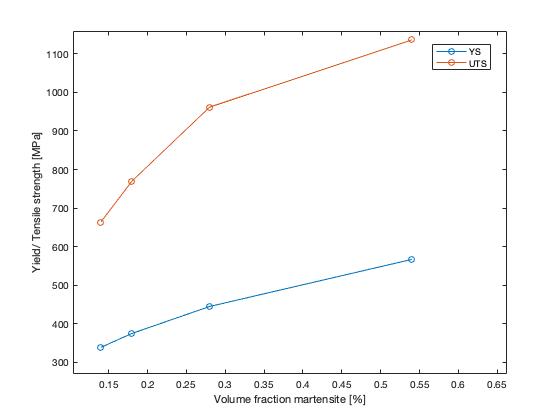 YS
UTS
1100
1000
900
800
700
600
500
400
300
Yield/ Tensile strength [MPa]
0.15 0.2 0.25 0.3 0.35 0.4 0.45 0.5 0.55 0.6 0.65
Volume fraction martensite [%]